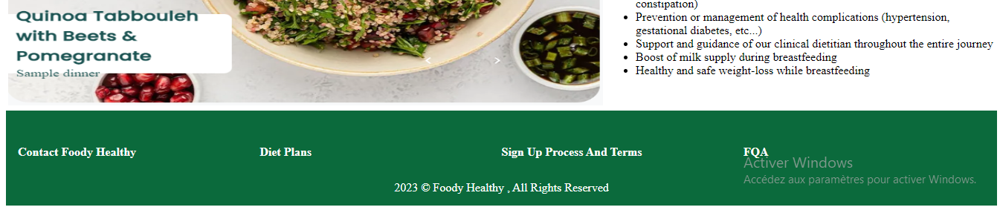 Quinoa Tabbouleh
with Beets &
Pomegranate
Sample dinner
constipation)
Prevention or management of health complications (hypertension,
gestational diabetes, etc...)
Support and guidance of our clinical dietitian throughout the entire journey
Boost of milk supply during breastfeeding
Healthy and safe weight-loss while breastfeeding
Contact Foody Healthy
Diet Plans
Sign Up Process And Terms
FQA
Activer Windows
Accédez aux paramètres pour activer Windows.
2023 © Foody Healthy , All Rights Reserved